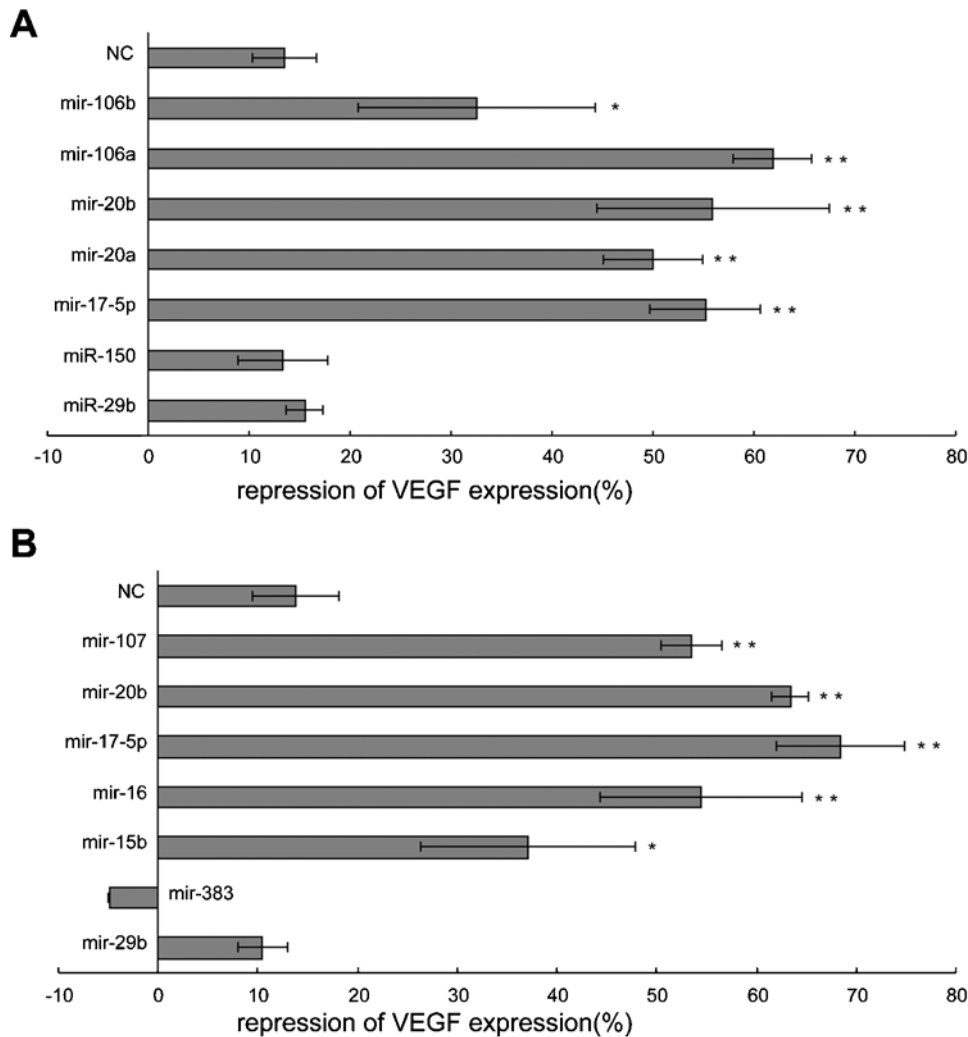 A
NC
mir-106b
*
mir-106a
* *
mir-20b
* *
mir-20a
* *
mir-17-5p
* *
miR-150
miR-29b
-10 0 10 20 30 40 50 60 70 80
repression of VEGF expression(%)
B
NC
mir-107
* *
mir-20b
* *
mir-17-5p
* *
mir-16
* *
mir-15b
*
mir-383
mir-29b
-10 0 10 20 30 40 50 60 70 80
repression of VEGF expression(%)